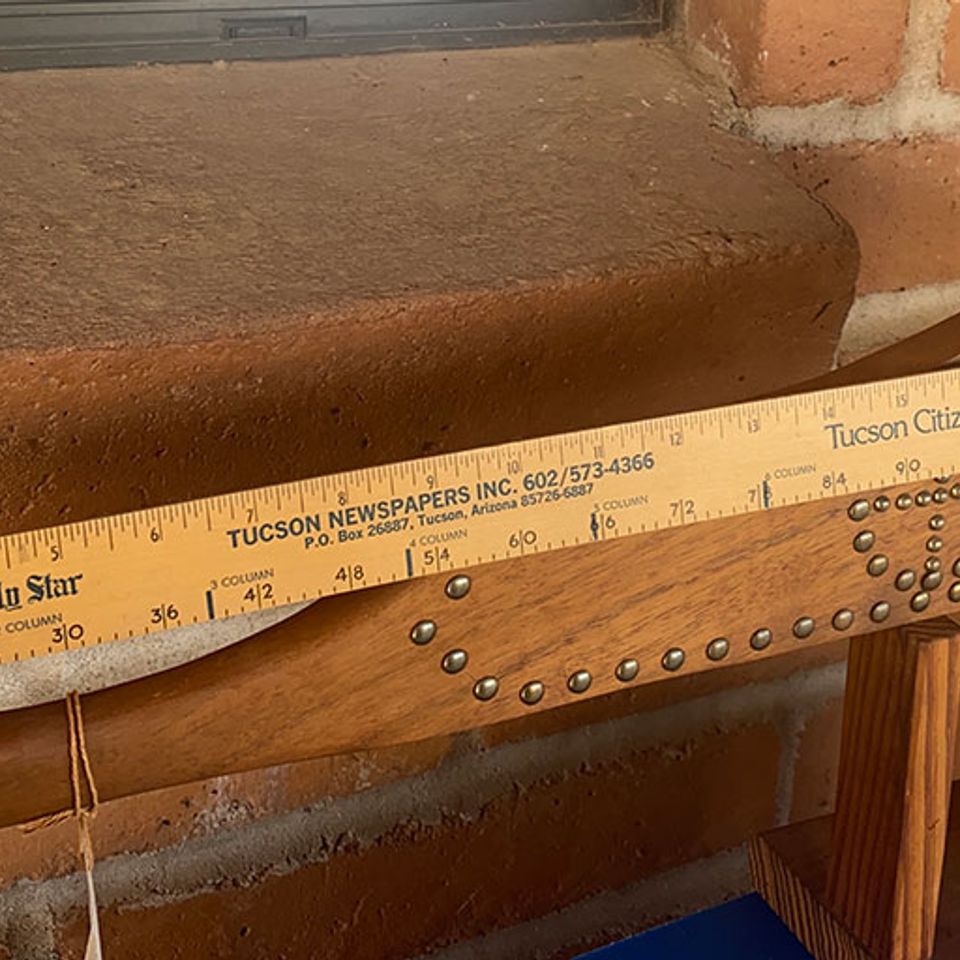 5 6 7 8 9 10 11 12 13 14 15
TUCSON NEWSPAPERS INC. 602/573-4366
P.O. Box 26887, Tucson, Arizona 85726-6887
Tucson Citiz
ly Star
COLUMN 3 COLUMN 4 COLUMN 5 COLUMN 6 COLUMN
30 36 42 48 54 60 66 72 78 84 90